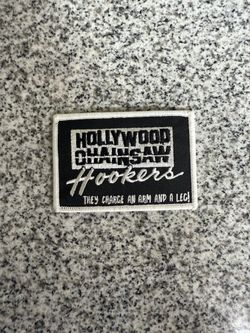 HOLLYWOOD
CHAINSAW
Hookers
THEY CHARGE AN ARM AND A LEG!